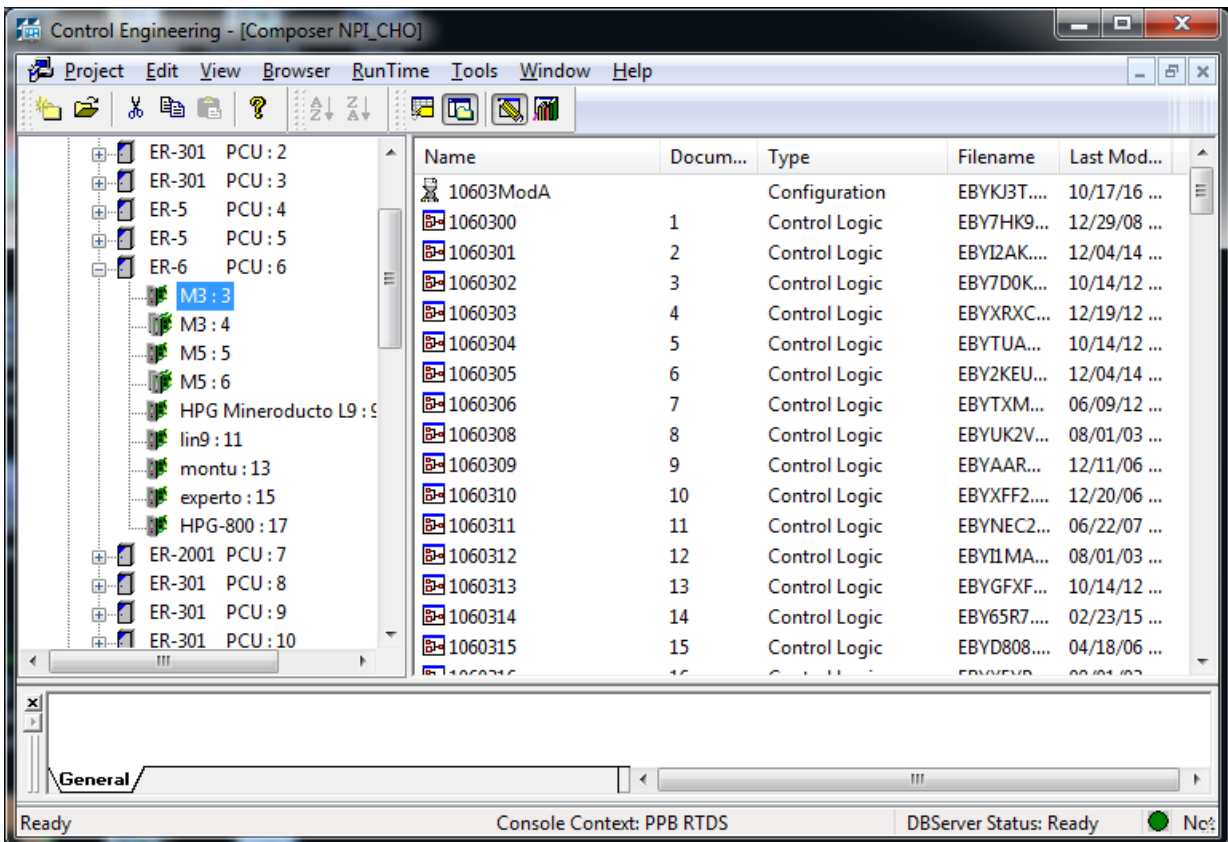 Control Engineering - [Composer NPI_CHO]
Project Edit View Browser RunTime Tools Window Help
ER-301 PCU : 2
ER-301 PCU : 3
ER-5 PCU : 4
ER-5 PCU : 5
ER-6 PCU : 6
M3 : 3
M3 : 4
M5 : 5
M5 : 6
HPG Mineroducto L9 : 9
lin9 : 11
montu : 13
experto : 15
HPG-800 : 17
ER-2001 PCU : 7
ER-301 PCU : 8
ER-301 PCU : 9
ER-301 PCU : 10
Name Docum... Type Filename Last Mod...
10603ModA Configuration EBYKJ3T.... 10/17/16 ...
1060300 1 Control Logic EBY7HK9... 12/29/08 ...
1060301 2 Control Logic EBYI2AK.... 12/04/14 ...
1060302 3 Control Logic EBY7D0K... 10/14/12 ...
1060303 4 Control Logic EBYXRXC... 12/19/12 ...
1060304 5 Control Logic EBYTUA... 10/14/12 ...
1060305 6 Control Logic EBY2KEU... 12/04/14 ...
1060306 7 Control Logic EBYTXM... 06/09/12 ...
1060308 8 Control Logic EBYUK2V... 08/01/03 ...
1060309 9 Control Logic EBYAAR... 12/11/06 ...
1060310 10 Control Logic EBYXFF2.... 12/20/06 ...
1060311 11 Control Logic EBYNEC2... 06/22/07 ...
1060312 12 Control Logic EBYI1MA... 08/01/03 ...
1060313 13 Control Logic EBYGFXF... 10/14/12 ...
1060314 14 Control Logic EBY65R7.... 02/23/15 ...
1060315 15 Control Logic EBYD808.... 04/18/06 ...
General
Ready Console Context: PPB RTDS DBServer Status: Ready